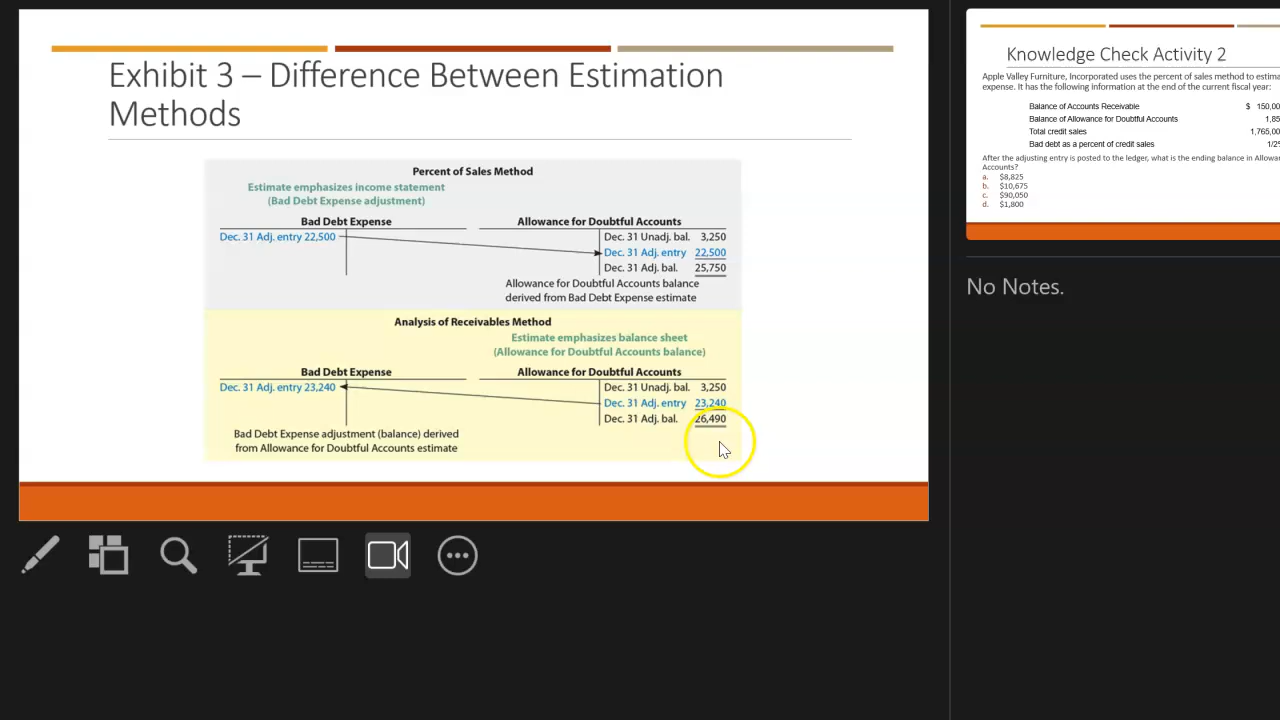 Exhibit 3 – Difference Between Estimation
Methods
Percent of Sales Method
Estimate emphasizes income statement
(Bad Debt Expense adjustment)
Bad Debt Expense
Allowance for Doubtful Accounts
Dec. 31 Adj. entry 22,500
Dec. 31 Unadj. bal. 3,250
Dec. 31 Adj. entry 22,500
Dec. 31 Adj. bal. 25,750
Allowance for Doubtful Accounts balance
derived from Bad Debt Expense estimate
Analysis of Receivables Method
Estimate emphasizes balance sheet
(Allowance for Doubtful Accounts balance)
Bad Debt Expense
Allowance for Doubtful Accounts
Dec. 31 Adj. entry 23,240
Dec. 31 Unadj. bal. 3,250
Dec. 31 Adj. entry 23,240
Dec. 31 Adj. bal. 26,490
Bad Debt Expense adjustment (balance) derived
from Allowance for Doubtful Accounts estimate
Knowledge Check Activity 2
Apple Valley Furniture, Incorporated uses the percent of sales method to
expense. It has the following information at the end of the current fiscal year:
Balance of Accounts Receivable $
Balance of Allowance for Doubtful Accounts
Total credit sales
Bad debt as a percent of credit sales
After the adjusting entry is posted to the ledger, what is the ending balance in
Accounts?
a. $8,825
b. $10,675
c. $90,050
d. $1,800
No Notes.